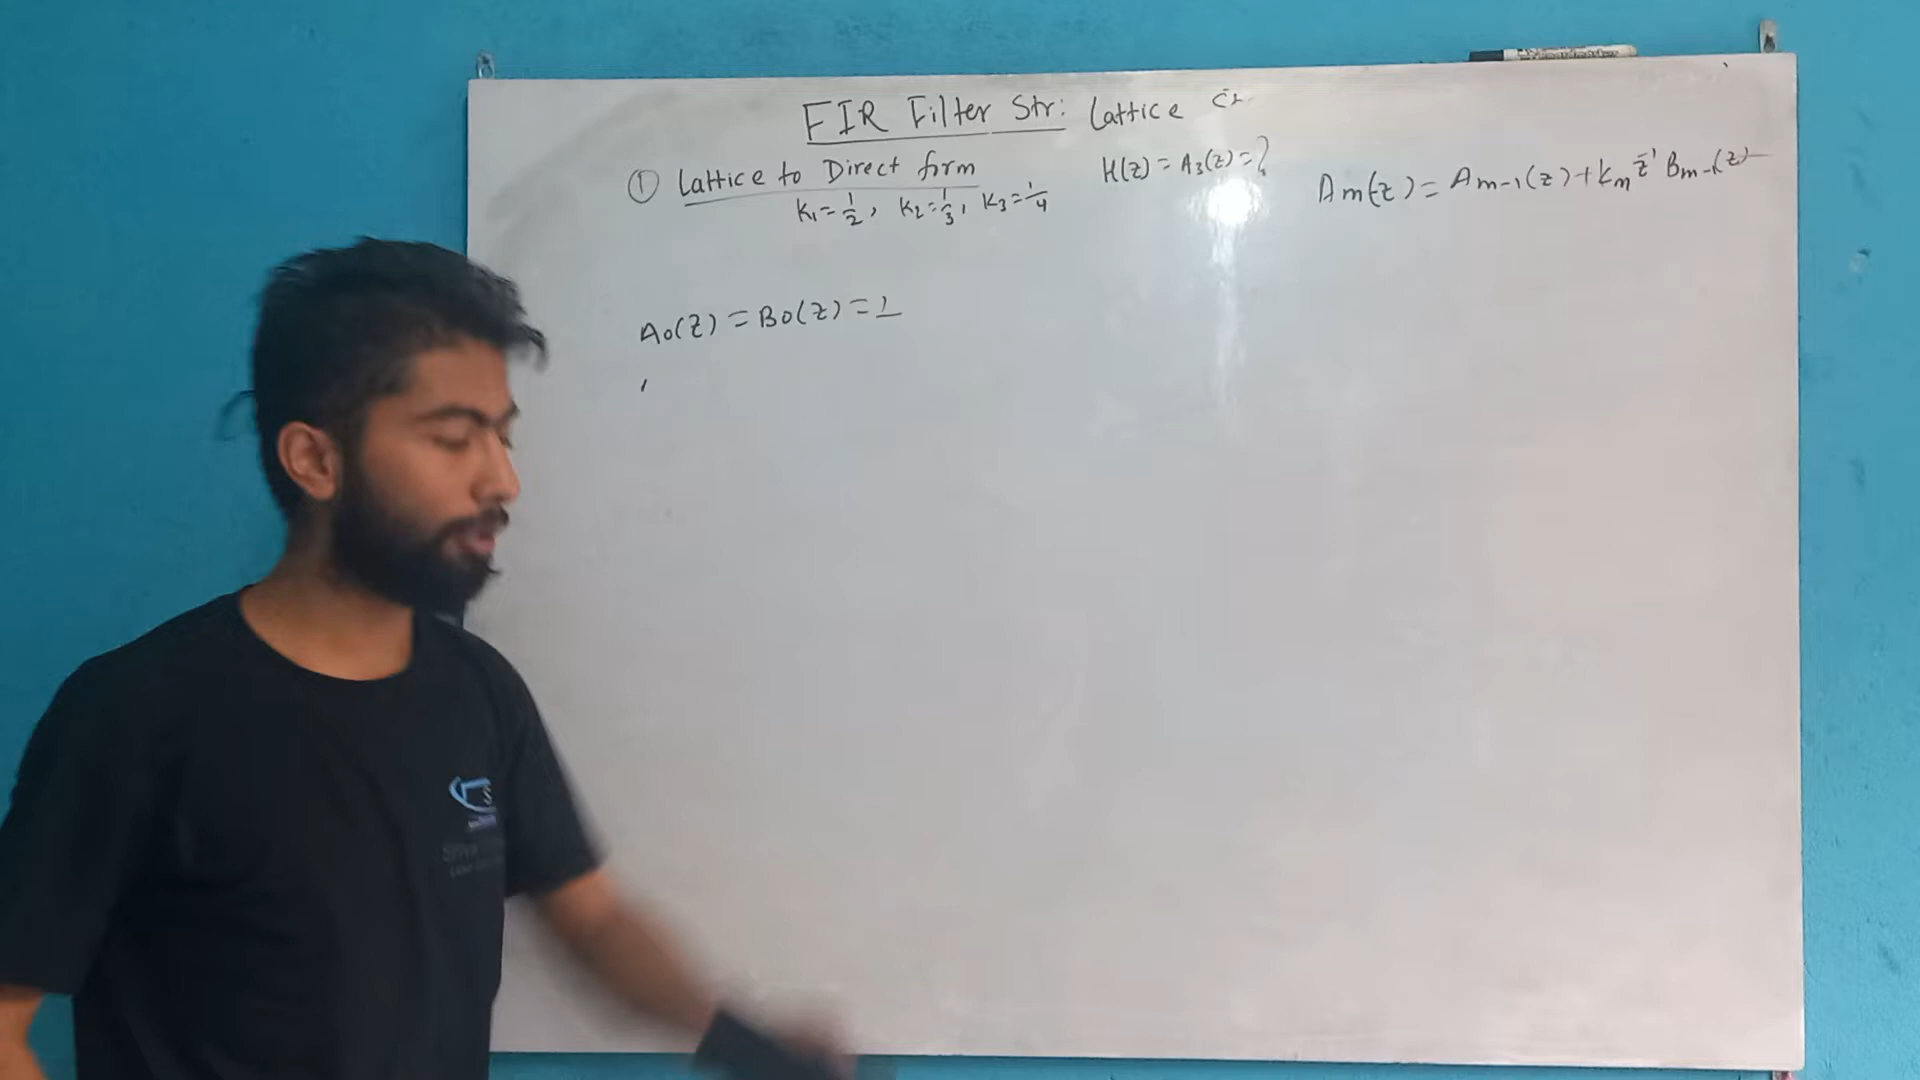 FIR Filter Str: Lattice
① Lattice to Direct form
H(z) = A₃(z) = ?
Aₘ(z) = Aₘ₋₁(z) + kₘ z⁻¹ Bₘ₋₁(z)
K₁ = 1/2, K₂ = 1/3, K₃ = 1/4
A₀(z) = B₀(z) = 1